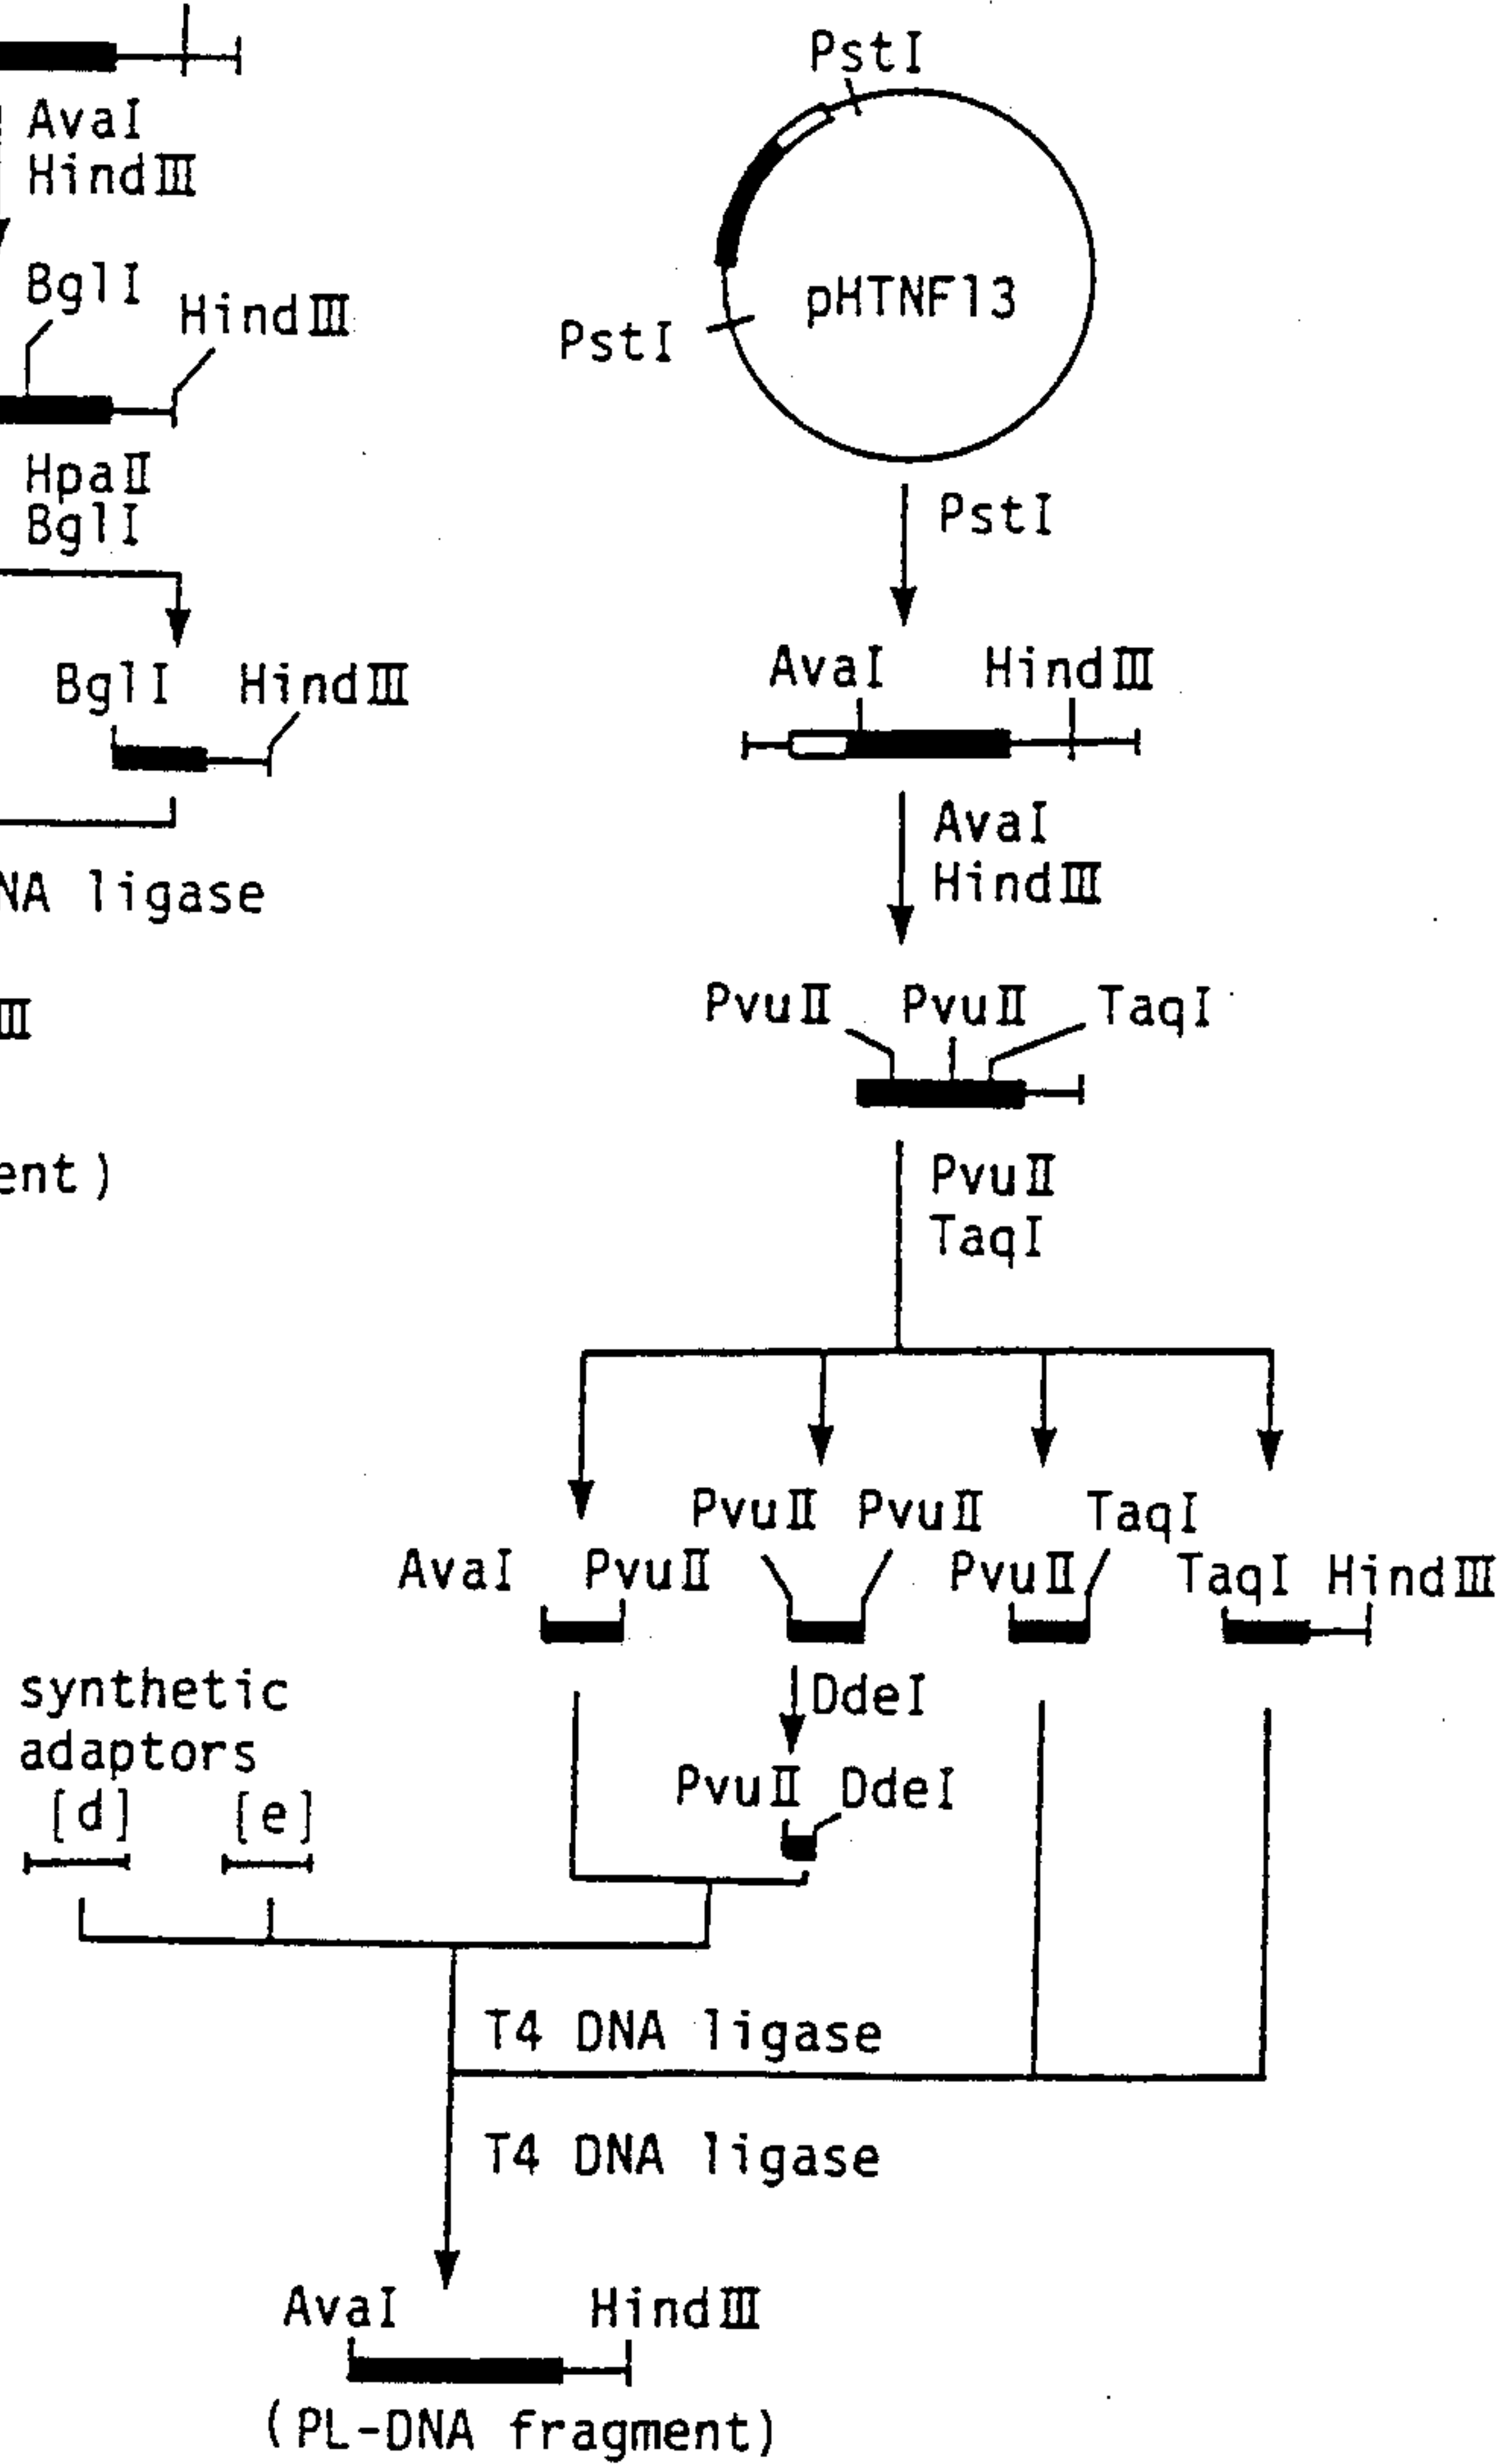 AvaI
HindⅢ
BglI
HindⅢ
HpaⅡ
BglI
BglI HindⅢ
NA ligase
Ⅲ
ent)
PstI
pHTNF13
PstI
PstI
AvaI HindⅢ
AvaI
HindⅢ
PvuⅡ PvuⅡ TaqI
PvuⅡ
TaqI
PvuⅡ PvuⅡ TaqI
AvaI PvuⅡ PvuⅡ TaqI HindⅢ
DdeI
synthetic
adaptors
[d] [e]
PvuⅡ DdeI
T4 DNA ligase
T4 DNA ligase
AvaI HindⅢ
(PL-DNA fragment)